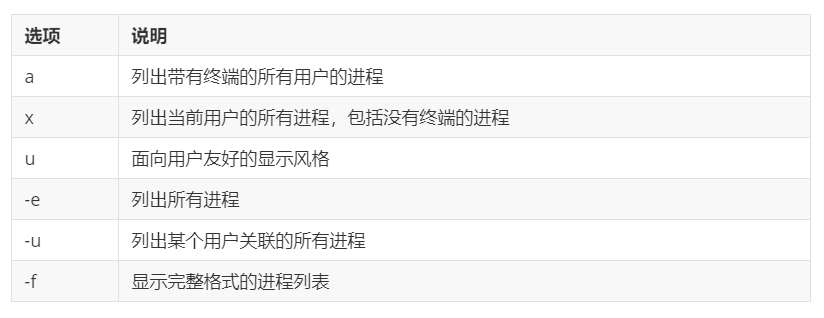 选项 说明
a 列出带有终端的所有用户的进程
x 列出当前用户的所有进程，包括没有终端的进程
u 面向用户友好的显示风格
-e 列出所有进程
-u 列出某个用户关联的所有进程
-f 显示完整格式的进程列表